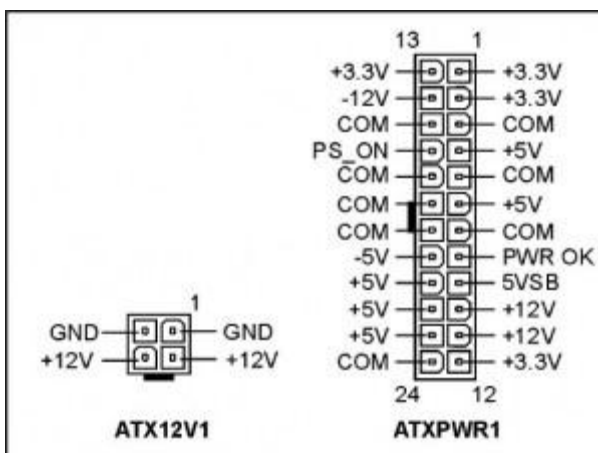 13 1
+3.3V +3.3V
-12V +3.3V
COM COM
PS_ON +5V
COM COM
COM +5V
COM COM
-5V PWR OK
+5V 5VSB
+5V +12V
+5V +12V
COM +3.3V
24 12
ATXPWR1
1
GND GND
+12V +12V
ATX12V1